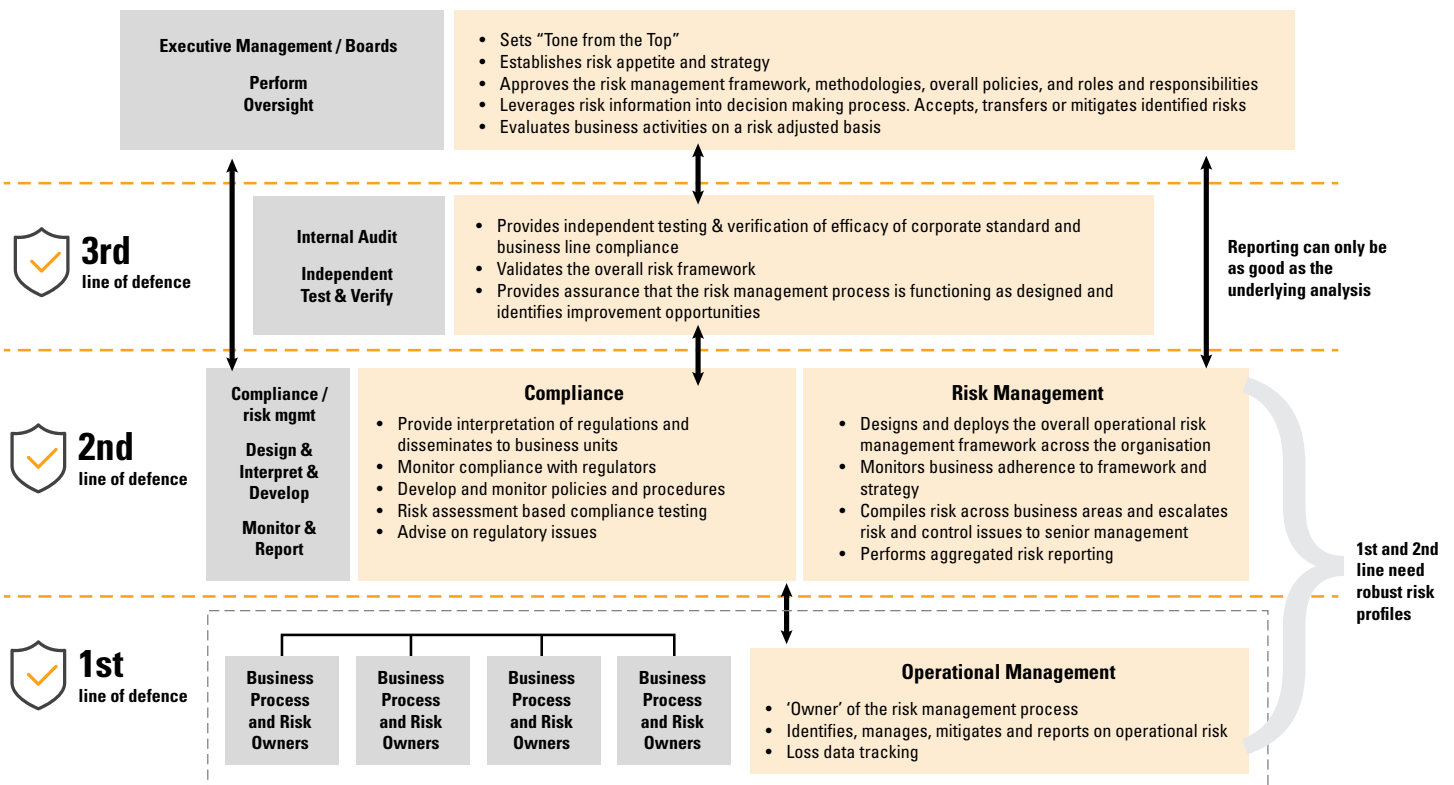 Executive Management / Boards
Perform
Oversight
• Sets “Tone from the Top”
• Establishes risk appetite and strategy
• Approves the risk management framework, methodologies, overall policies, and roles and responsibilities
• Leverages risk information into decision making process. Accepts, transfers or mitigates identified risks
• Evaluates business activities on a risk adjusted basis
3rd
line of defence
Internal Audit
Independent
Test & Verify
• Provides independent testing & verification of efficacy of corporate standard and
business line compliance
• Validates the overall risk framework
• Provides assurance that the risk management process is functioning as designed and
identifies improvement opportunities
Reporting can only be
as good as the
underlying analysis
2nd
line of defence
Compliance /
risk mgmt
Design &
Interpret &
Develop
Monitor &
Report
Compliance
• Provide interpretation of regulations and
disseminates to business units
• Monitor compliance with regulators
• Develop and monitor policies and procedures
• Risk assessment based compliance testing
• Advise on regulatory issues
Risk Management
• Designs and deploys the overall operational risk
management framework across the organisation
• Monitors business adherence to framework and
strategy
• Compiles risk across business areas and escalates
risk and control issues to senior management
• Performs aggregated risk reporting
1st and 2nd
line need
robust risk
profiles
1st
line of defence
Business
Process
and Risk
Owners
Business
Process
and Risk
Owners
Business
Process
and Risk
Owners
Business
Process
and Risk
Owners
Operational Management
• ‘Owner’ of the risk management process
• Identifies, manages, mitigates and reports on operational risk
• Loss data tracking